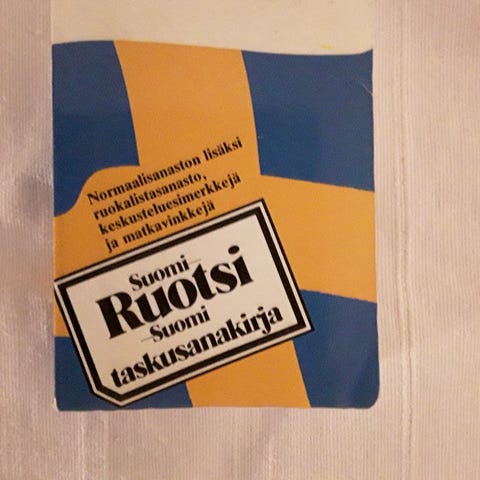 Normaalisanaston lisäksi
ruokalistasanasto,
keskusteluesimerkkejä
ja matkavinkkejä
Suomi–
Ruotsi
–Suomi
taskusanakirja